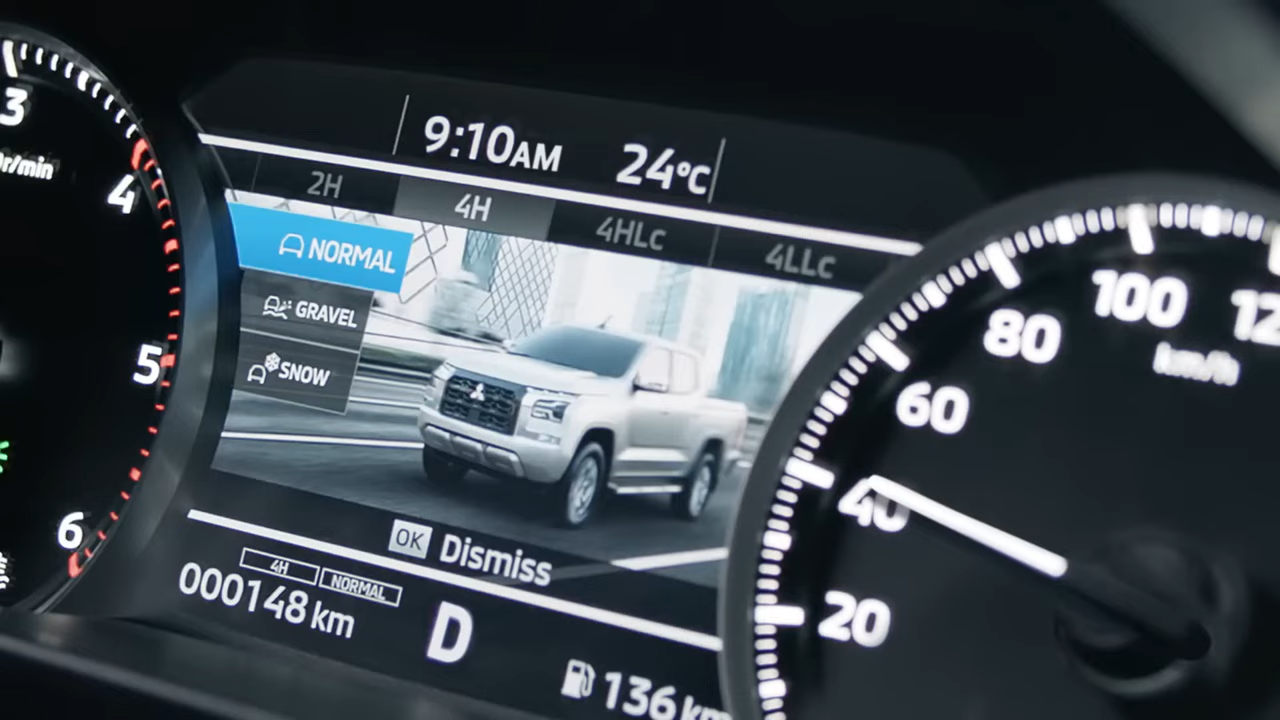 3
r/min
4
5
6
9:10AM 24°C
2H 4H 4HLc 4LLc
NORMAL
GRAVEL
SNOW
OK Dismiss
4H NORMAL
000148 km
D
136 km
20
40
60
80
100
12
km/h